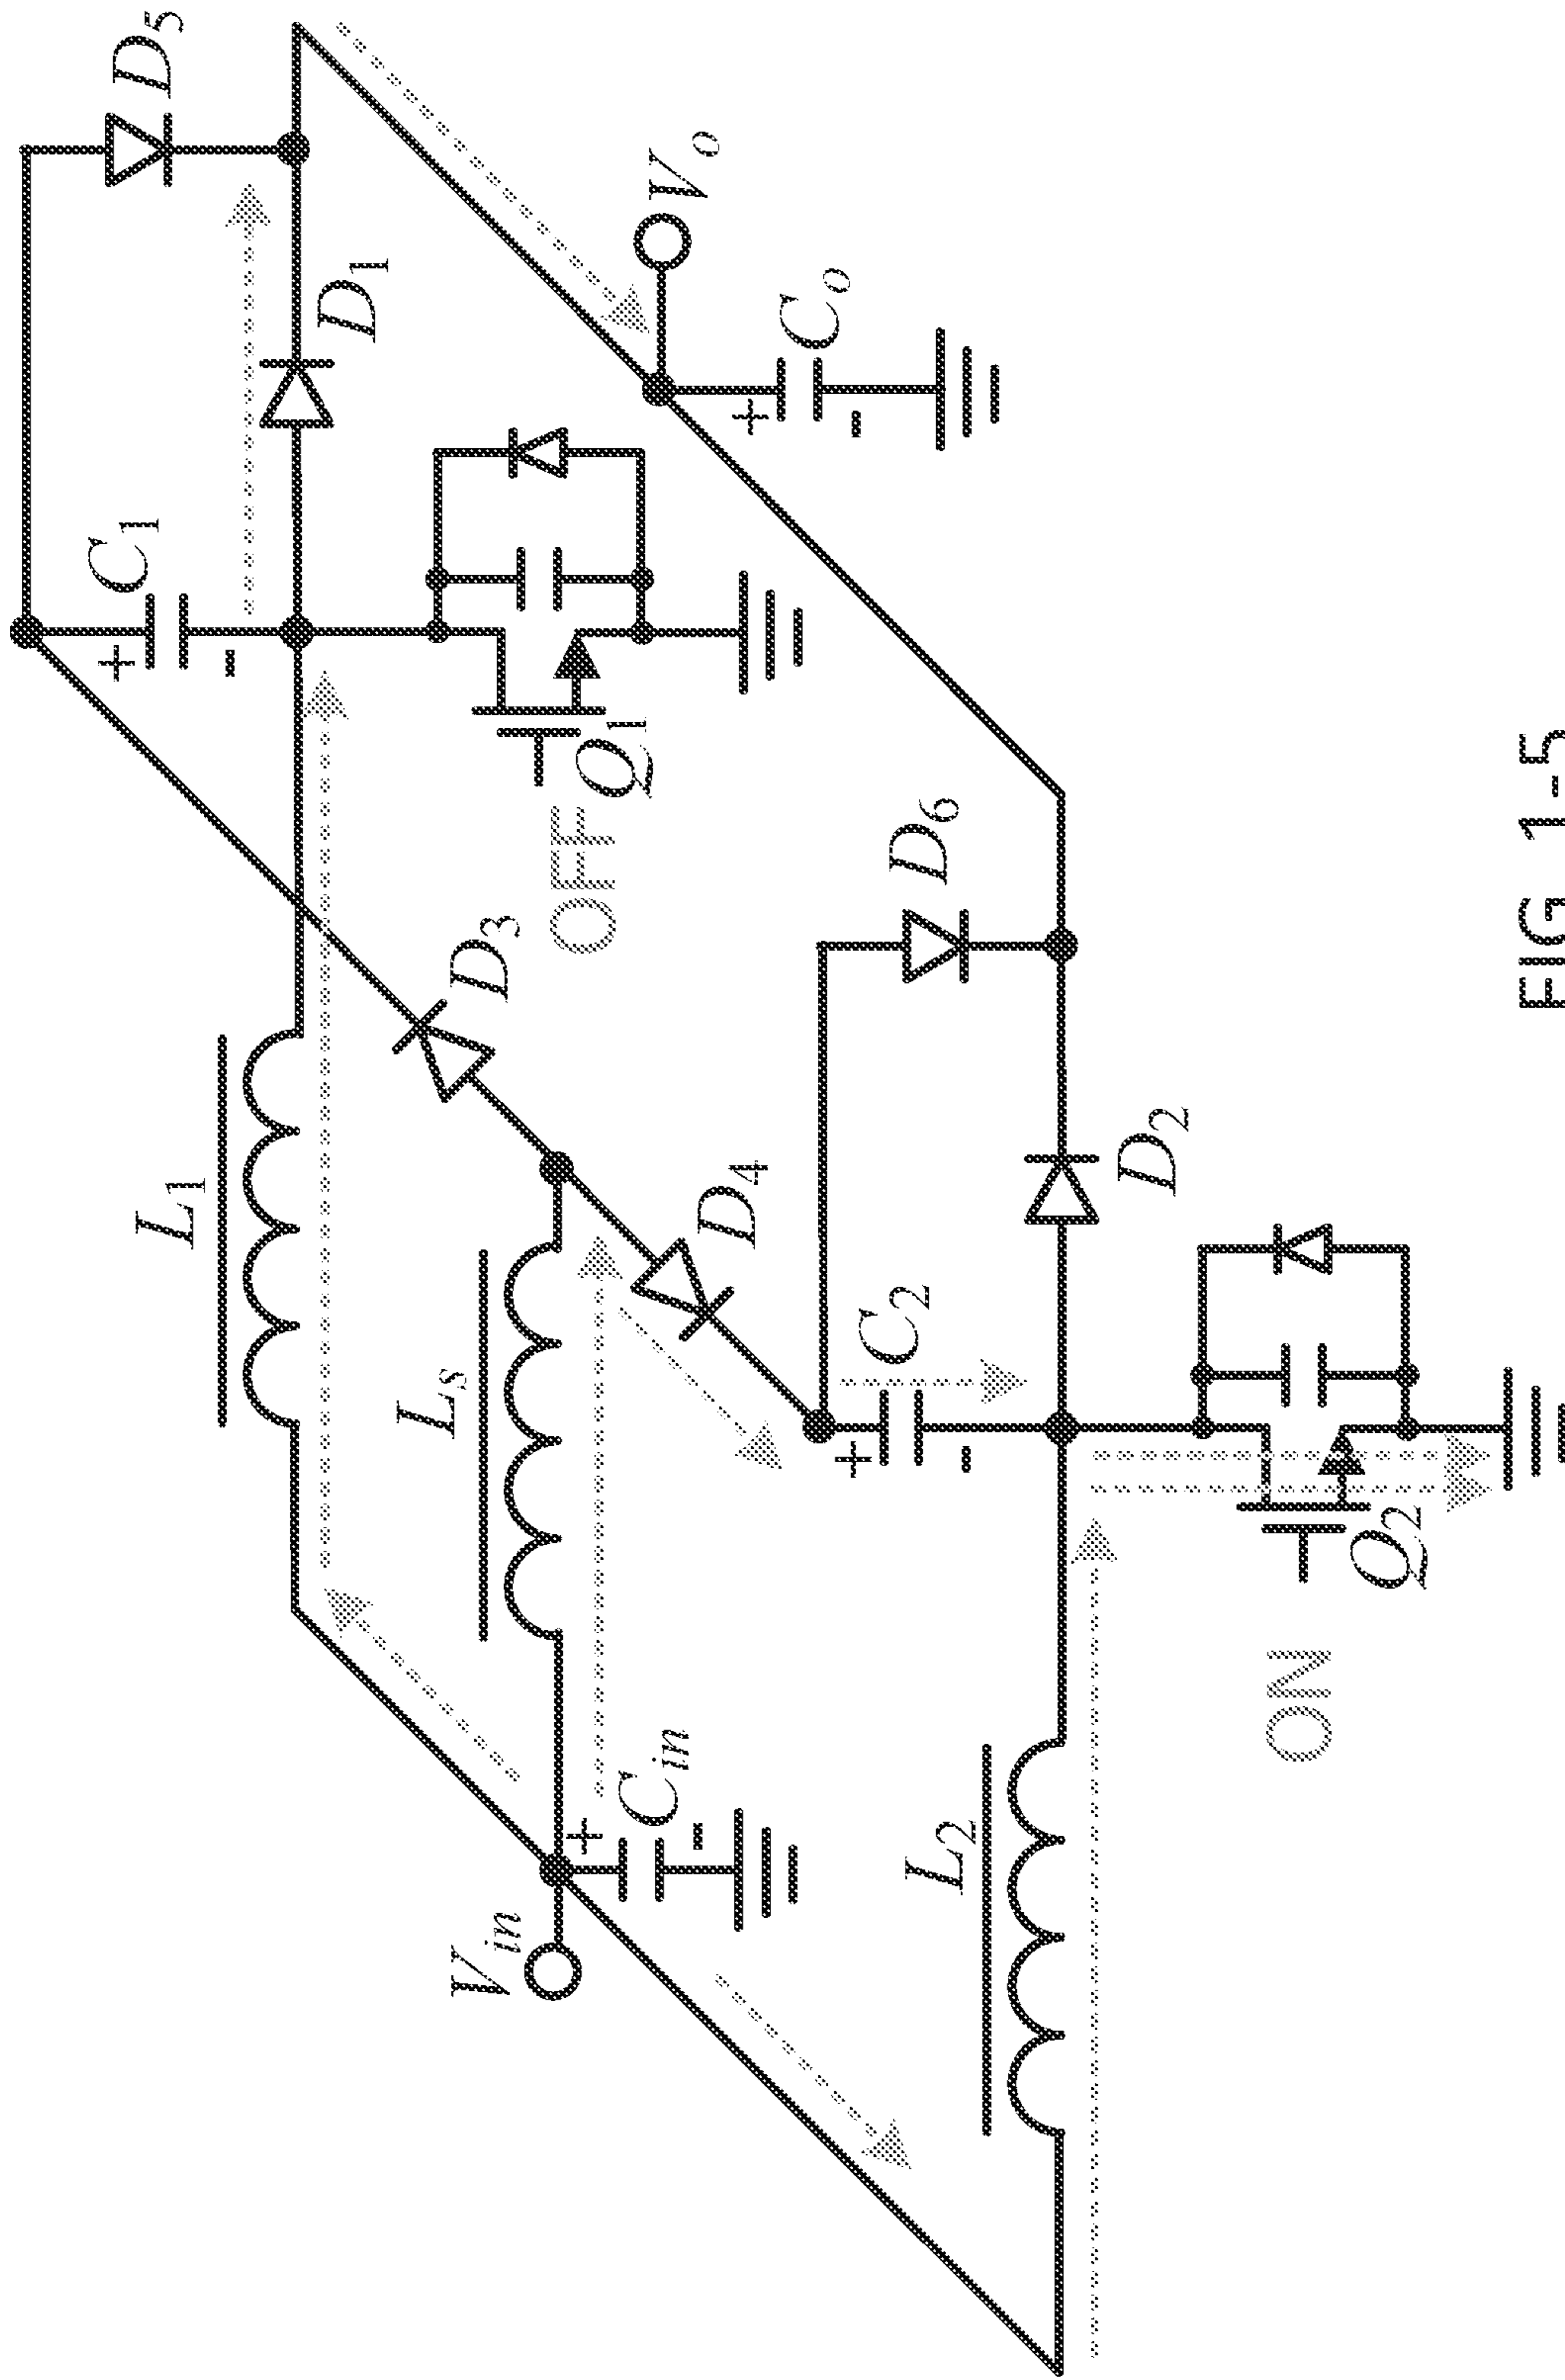 D5
C1
D1
L1
Q1
OFF
D3
Vo
Co
+
-
Ls
D4
Vin
Cin
+
-
C2
+
-
D6
D2
L2
Q2
ON
+
-
FIG 1-5